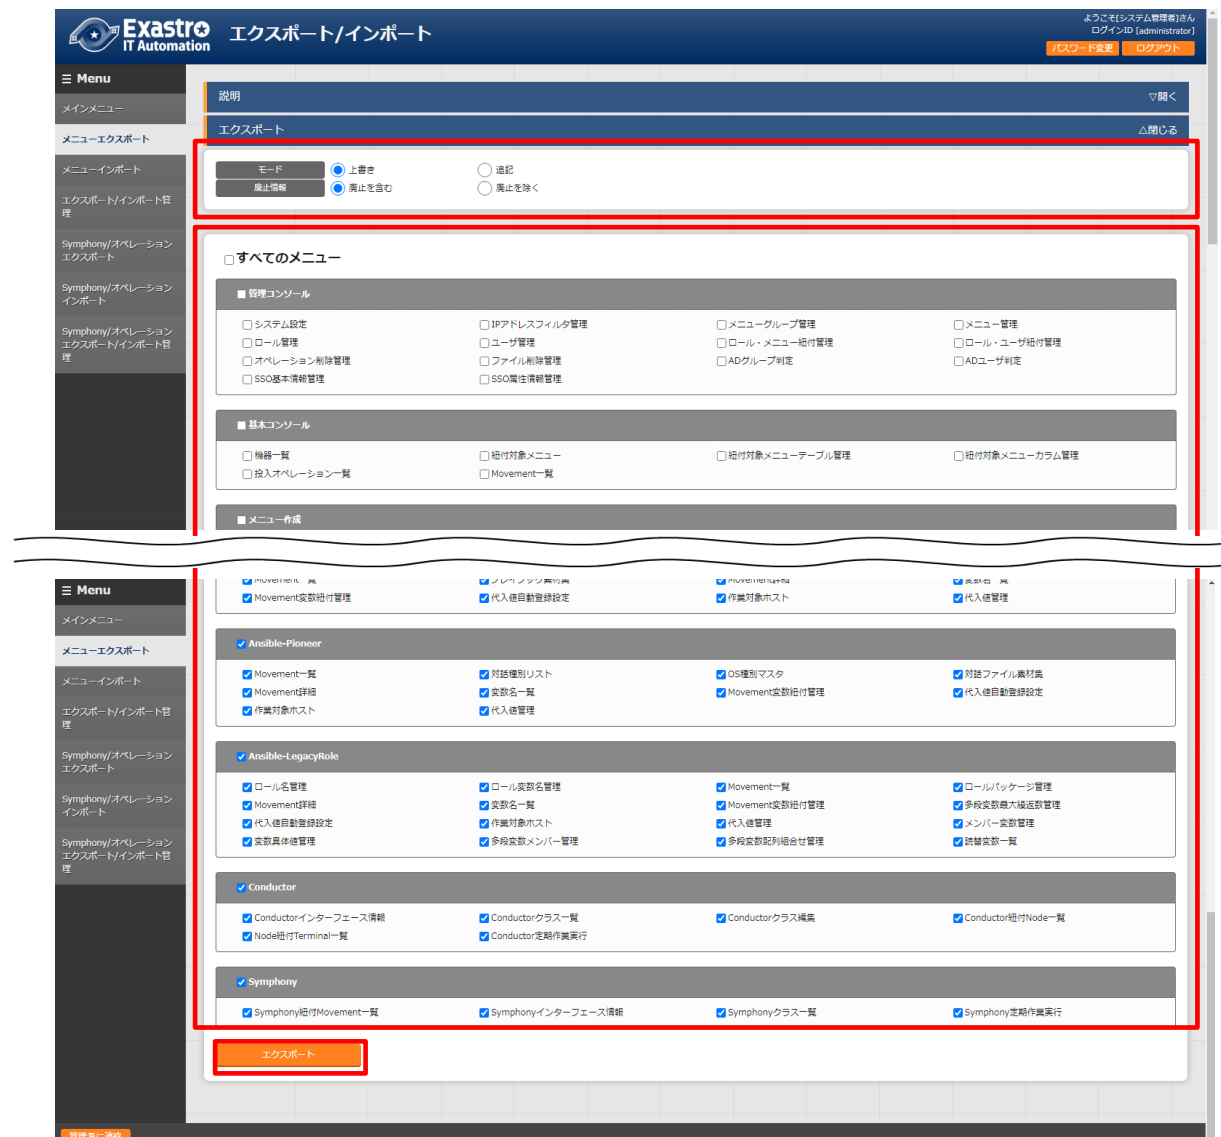 Exastro
IT Automation
エクスポート/インポート
ようこそ[システム管理者]さん
ログインID [administrator]
パスワード変更 ログアウト
Menu
メインメニュー
メニューエクスポート
メニューインポート
エクスポート/インポート管
理
Symphony/オペレーション
エクスポート
Symphony/オペレーション
インポート
Symphony/オペレーション
エクスポート/インポート管
理
説明 ▽開く
エクスポート △閉じる
モード 上書き 追記
廃止情報 廃止を含む 廃止を除く
すべてのメニュー
管理コンソール
システム設定 IPアドレスフィルタ管理 メニューグループ管理 メニュー管理
ロール管理 ユーザ管理 ロール・メニュー紐付管理 ロール・ユーザ紐付管理
オペレーション削除管理 ファイル削除管理 ADグループ判定 ADユーザ判定
SSO基本情報管理 SSO属性情報管理
基本コンソール
機器一覧 紐付対象メニュー 紐付対象メニューテーブル管理 紐付対象メニューカラム管理
投入オペレーション一覧 Movement一覧
メニュー作成
Menu
メインメニュー
メニューエクスポート
メニューインポート
エクスポート/インポート管
理
Symphony/オペレーション
エクスポート
Symphony/オペレーション
インポート
Symphony/オペレーション
エクスポート/インポート管
理
Movement一覧 プレイブック素材集 Movement詳細 変数名一覧
Movement変数紐付管理 代入値自動登録設定 作業対象ホスト 代入値管理
Ansible-Pioneer
Movement一覧 対話種別リスト OS種別マスタ 対話ファイル素材集
Movement詳細 変数名一覧 Movement変数紐付管理 代入値自動登録設定
作業対象ホスト 代入値管理
Ansible-LegacyRole
ロール名管理 ロール変数名管理 Movement一覧 ロールパッケージ管理
Movement詳細 変数名一覧 Movement変数紐付管理 多段変数最大繰返数管理
代入値自動登録設定 作業対象ホスト 代入値管理 メンバー変数管理
変数具体値管理 多段変数メンバー管理 多段変数配列組合せ管理 読替変数一覧
Conductor
Conductorインターフェース情報 Conductorクラス一覧 Conductorクラス編集 Conductor紐付Node一覧
Node紐付Terminal一覧 Conductor定期作業実行
Symphony
Symphony紐付Movement一覧 Symphonyインターフェース情報 Symphonyクラス一覧 Symphony定期作業実行
エクスポート
管理者に連絡